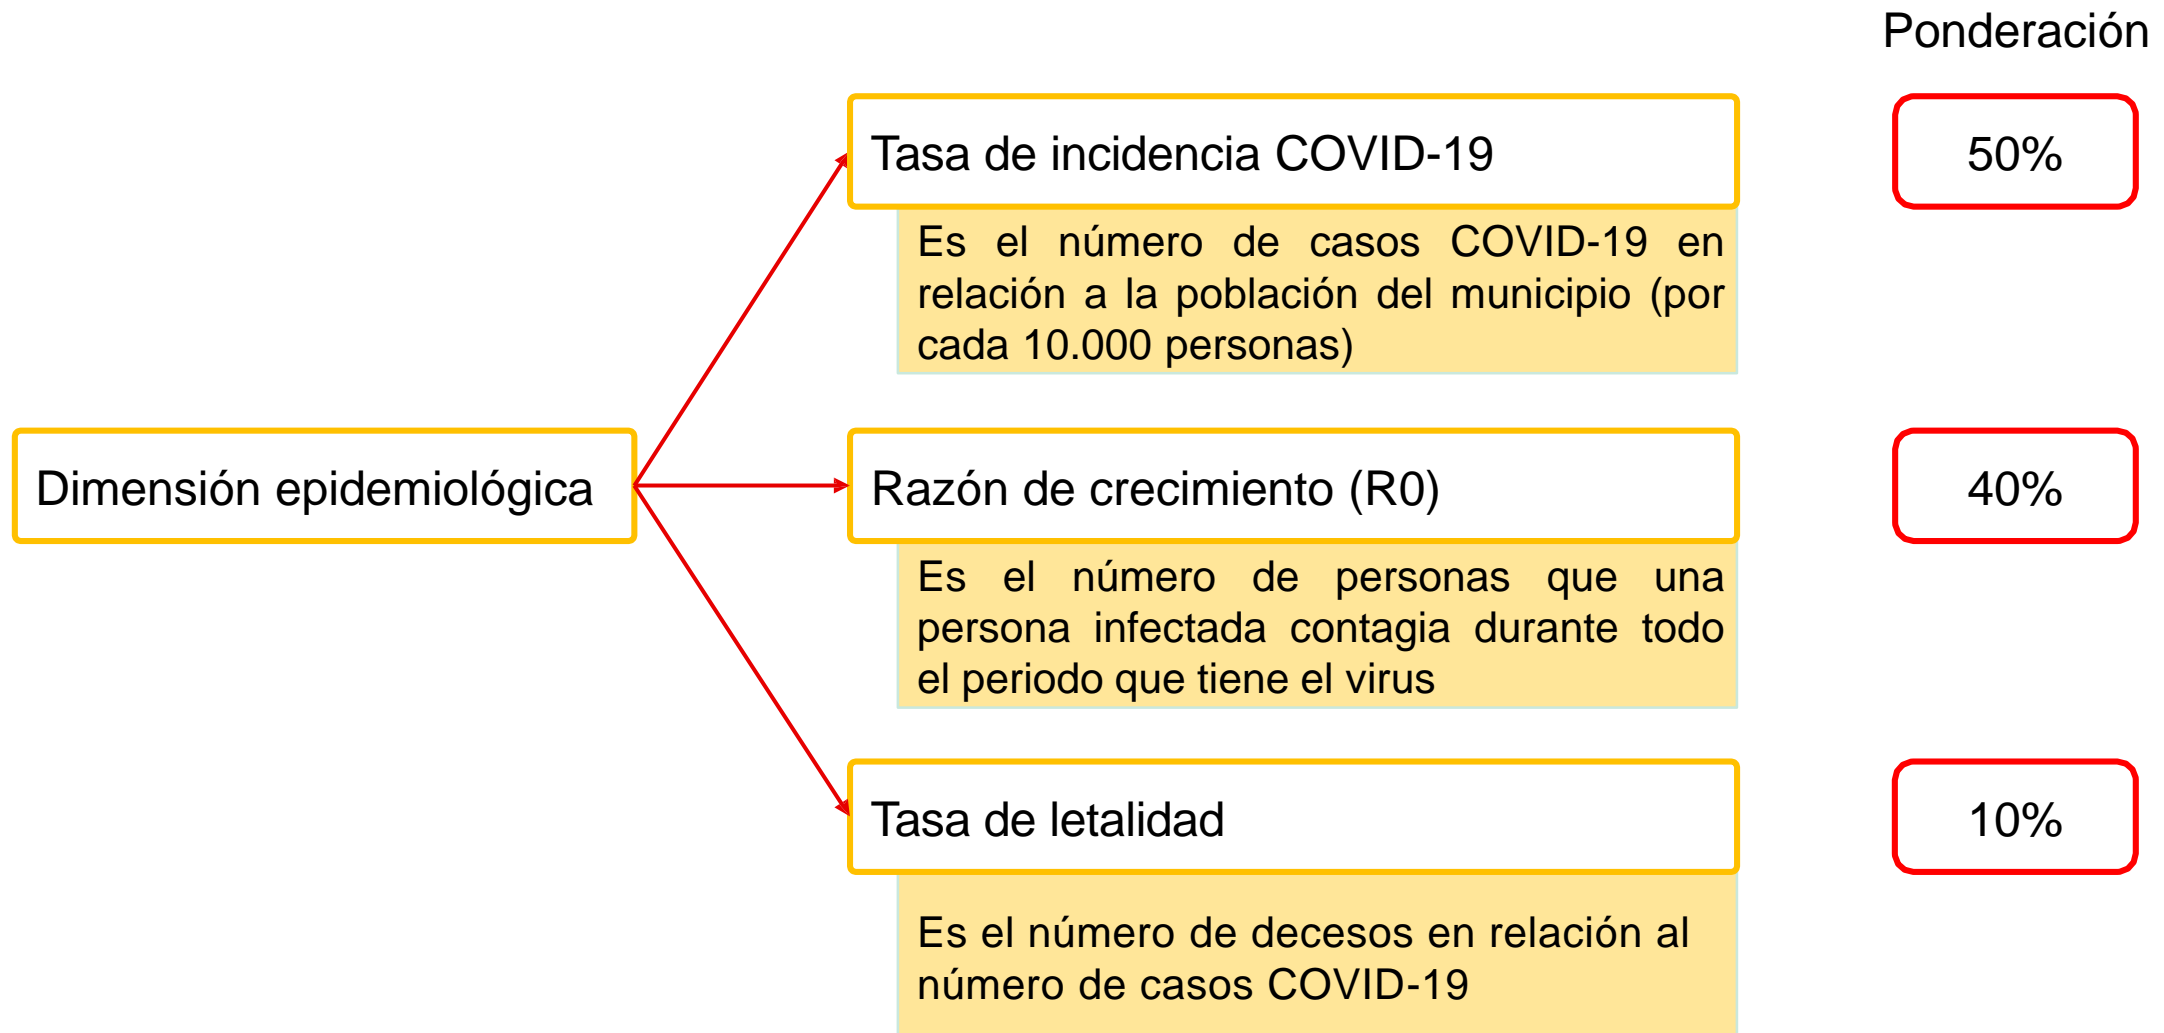 Ponderación
Tasa de incidencia COVID-19
50%
Es el número de casos COVID-19 en
relación a la población del municipio (por
cada 10.000 personas)
Dimensión epidemiológica
Razón de crecimiento (R0)
40%
Es el número de personas que una
persona infectada contagia durante todo
el periodo que tiene el virus
Tasa de letalidad
10%
Es el número de decesos en relación al
número de casos COVID-19